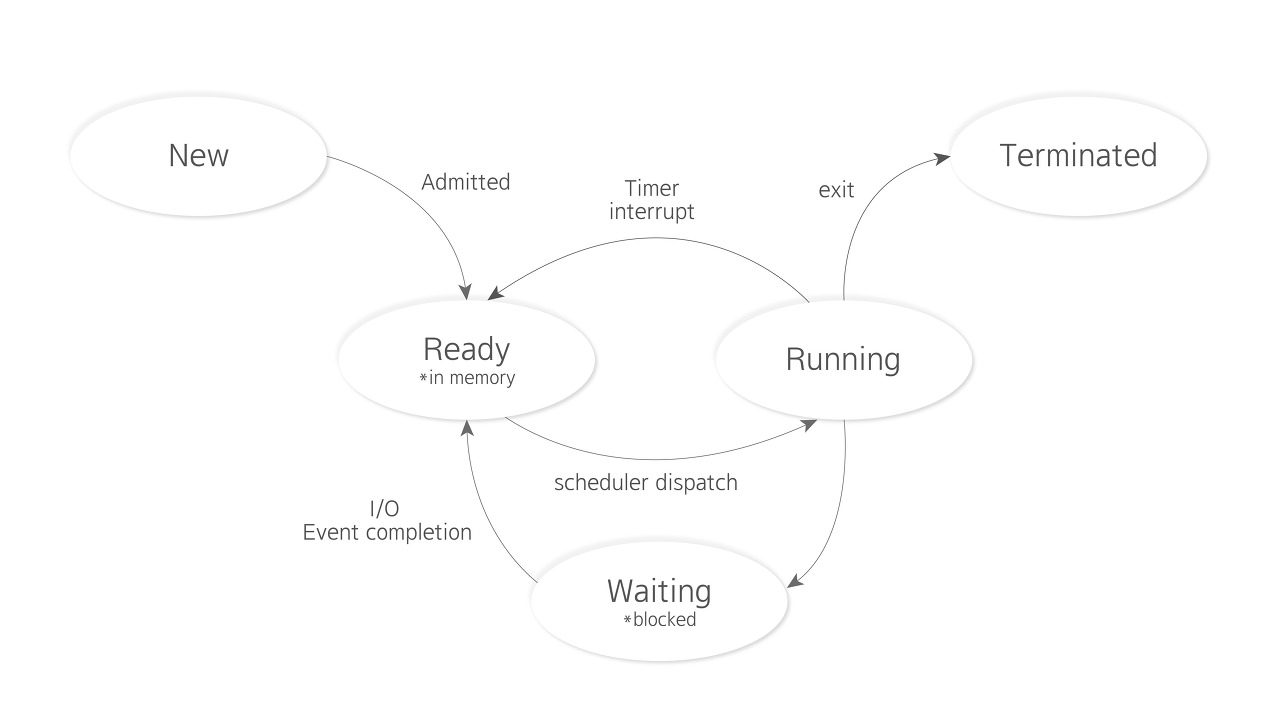 New
Terminated
Admitted
Timer
interrupt
exit
Ready
*in memory
Running
scheduler dispatch
I/O
Event completion
Waiting
*blocked